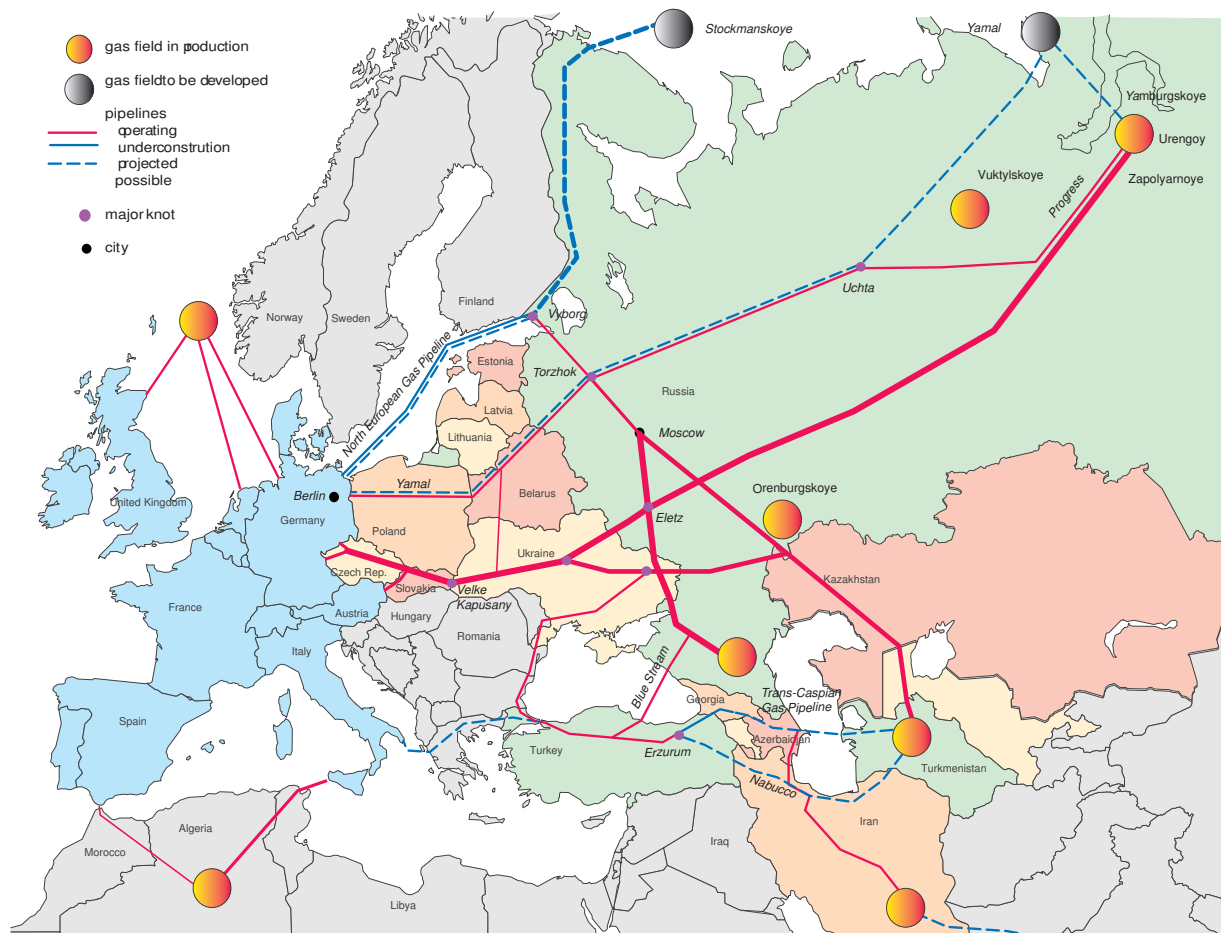 gas field in production
gas field to be developed
pipelines
operating
underconstrution
projected
possible
major knot
city
Stockmanskoye
Yamal
Yamburgskoye
Urengoy
Zapolyarnoye
Vuktylskoye
Progress
Uchta
Norway
Sweden
Finland
Vyborg
North European Gas Pipeline
Estonia
Torzhok
Latvia
Lithuania
Russia
Moscow
Yamal
Berlin
Germany
United Kingdom
Belarus
Poland
Eletz
Orenburgskoye
Ukraine
Czech Rep.
Slovakia
Velke
Kapusany
Kazakhstan
France
Austria
Hungary
Romania
Italy
Spain
Blue Stream
Georgia
Trans-Caspian
Gas Pipeline
Azerbaidjan
Turkey
Erzurum
Nabucco
Turkmenistan
Iran
Iraq
Algeria
Morocco
Libya